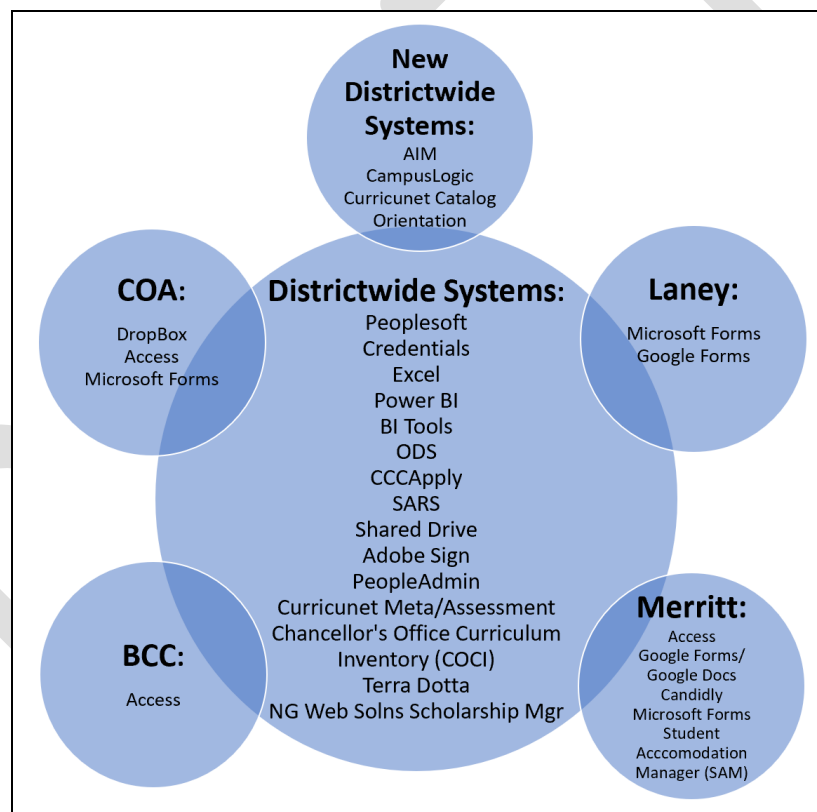 New
Districtwide
Systems:
AIM
CampusLogic
Curricunet Catalog
Orientation
COA:
DropBox
Access
Microsoft Forms
Districtwide Systems:
Peoplesoft
Credentials
Excel
Power BI
BI Tools
ODS
CCCApply
SARS
Shared Drive
Adobe Sign
PeopleAdmin
Curricunet Meta/Assessment
Chancellor's Office Curriculum
Inventory (COCI)
Terra Dotta
NG Web Solns Scholarship Mgr
Laney:
Microsoft Forms
Google Forms
BCC:
Access
Merritt:
Access
Google Forms/
Google Docs
Candidly
Microsoft Forms
Student
Acccomodation
Manager (SAM)